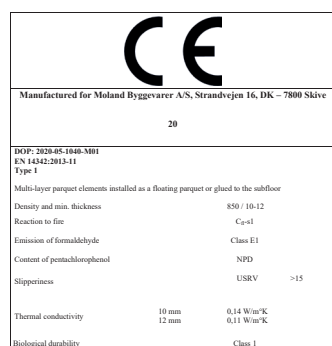 CE
Manufactured for Moland Byggevarer A/S, Strandvejen 16, DK – 7800 Skive
20
DOP: 2020-05-1040-M01
EN 14342:2013-11
Type 1
Multi-layer parquet elements installed as a floating parquet or glued to the subfloor
Density and min. thickness 850 / 10-12
Reaction to fire Cfl-s1
Emission of formaldehyde Class E1
Content of pentachlorophenol NPD
Slipperiness USRV >15
Thermal conductivity 10 mm 0,14 W/m°K
12 mm 0,11 W/m°K
Biological durability Class 1